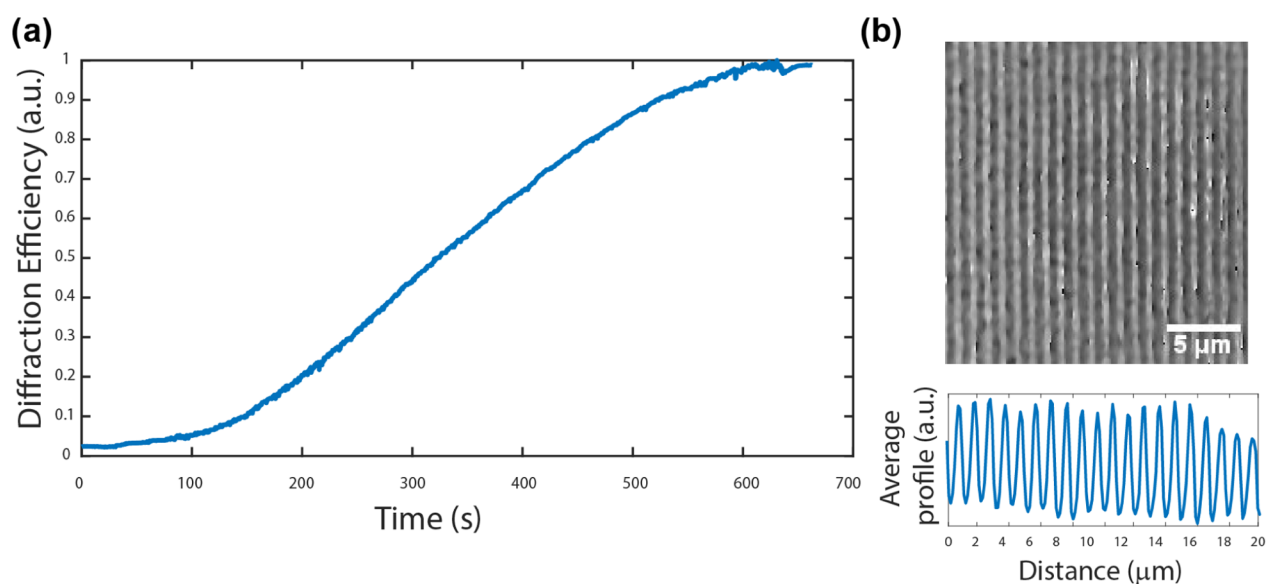 (a)
Diffraction Efficiency (a.u.)
1
0.9
0.8
0.7
0.6
0.5
0.4
0.3
0.2
0.1
0
0 100 200 300 400 500 600 700
Time (s)
(b)
5 µm
Average
profile (a.u.)
0 2 4 6 8 10 12 14 16 18 20
Distance (µm)